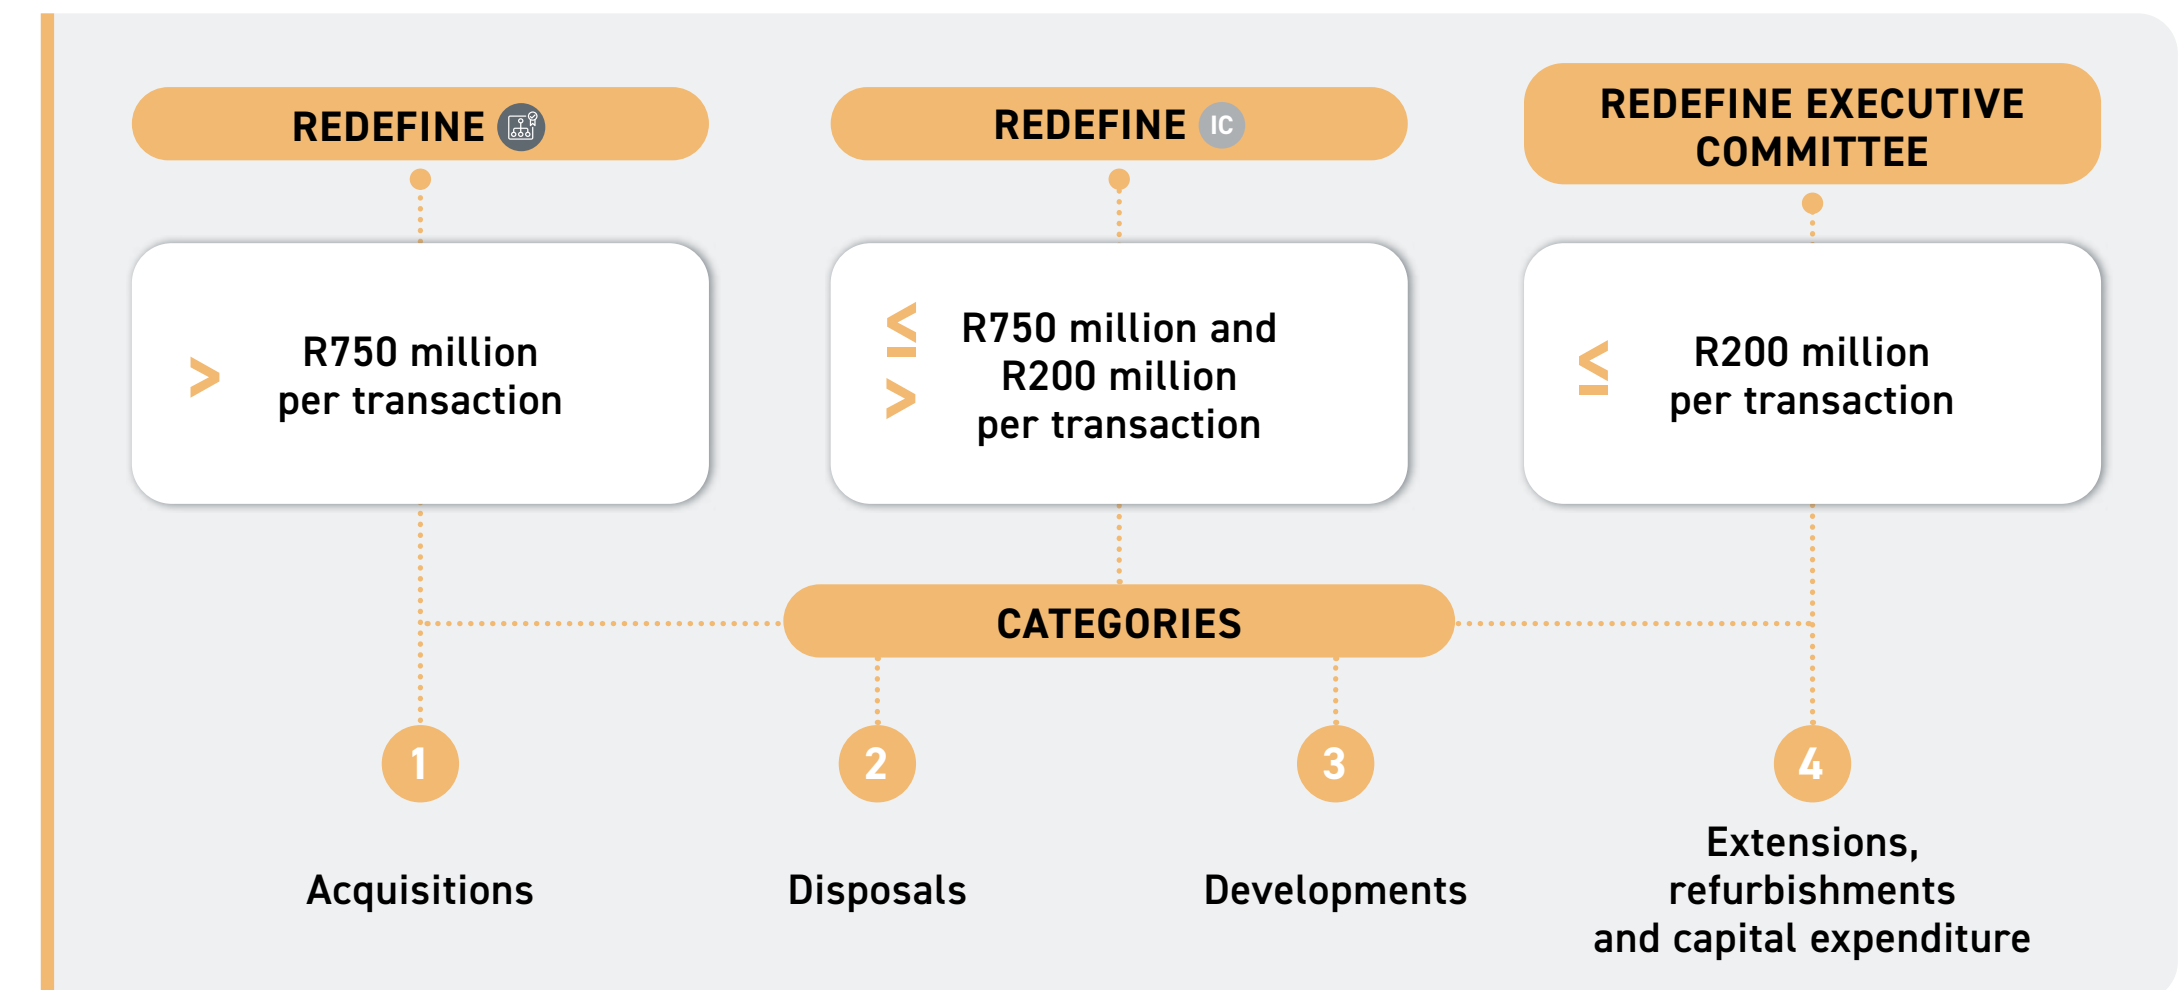 REDEFINE
REDEFINE IC
REDEFINE EXECUTIVE
COMMITTEE
> R750 million
per transaction
≤ R750 million and
> R200 million
per transaction
≤ R200 million
per transaction
CATEGORIES
1
Acquisitions
2
Disposals
3
Developments
4
Extensions,
refurbishments
and capital expenditure